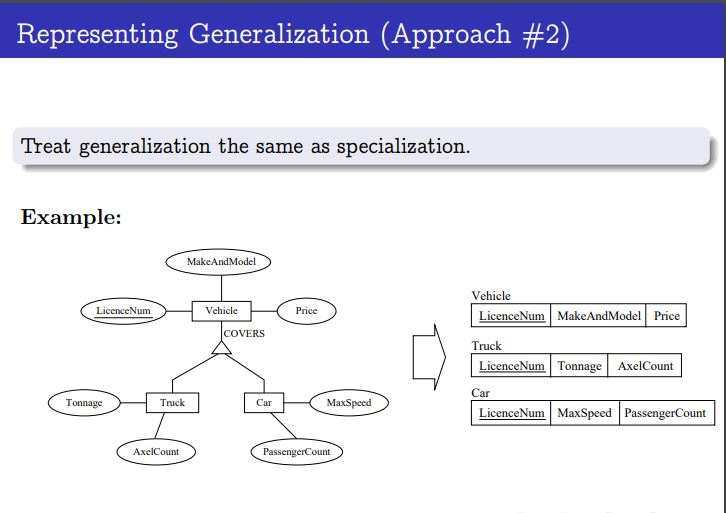 Representing Generalization (Approach #2)
Treat generalization the same as specialization.
Example:
MakeAndModel
LicenceNum
Vehicle
Price
COVERS
Tonnage
Truck
Car
MaxSpeed
AxelCount
PassengerCount
Vehicle
LicenceNum MakeAndModel Price
Truck
LicenceNum Tonnage AxelCount
Car
LicenceNum MaxSpeed PassengerCount